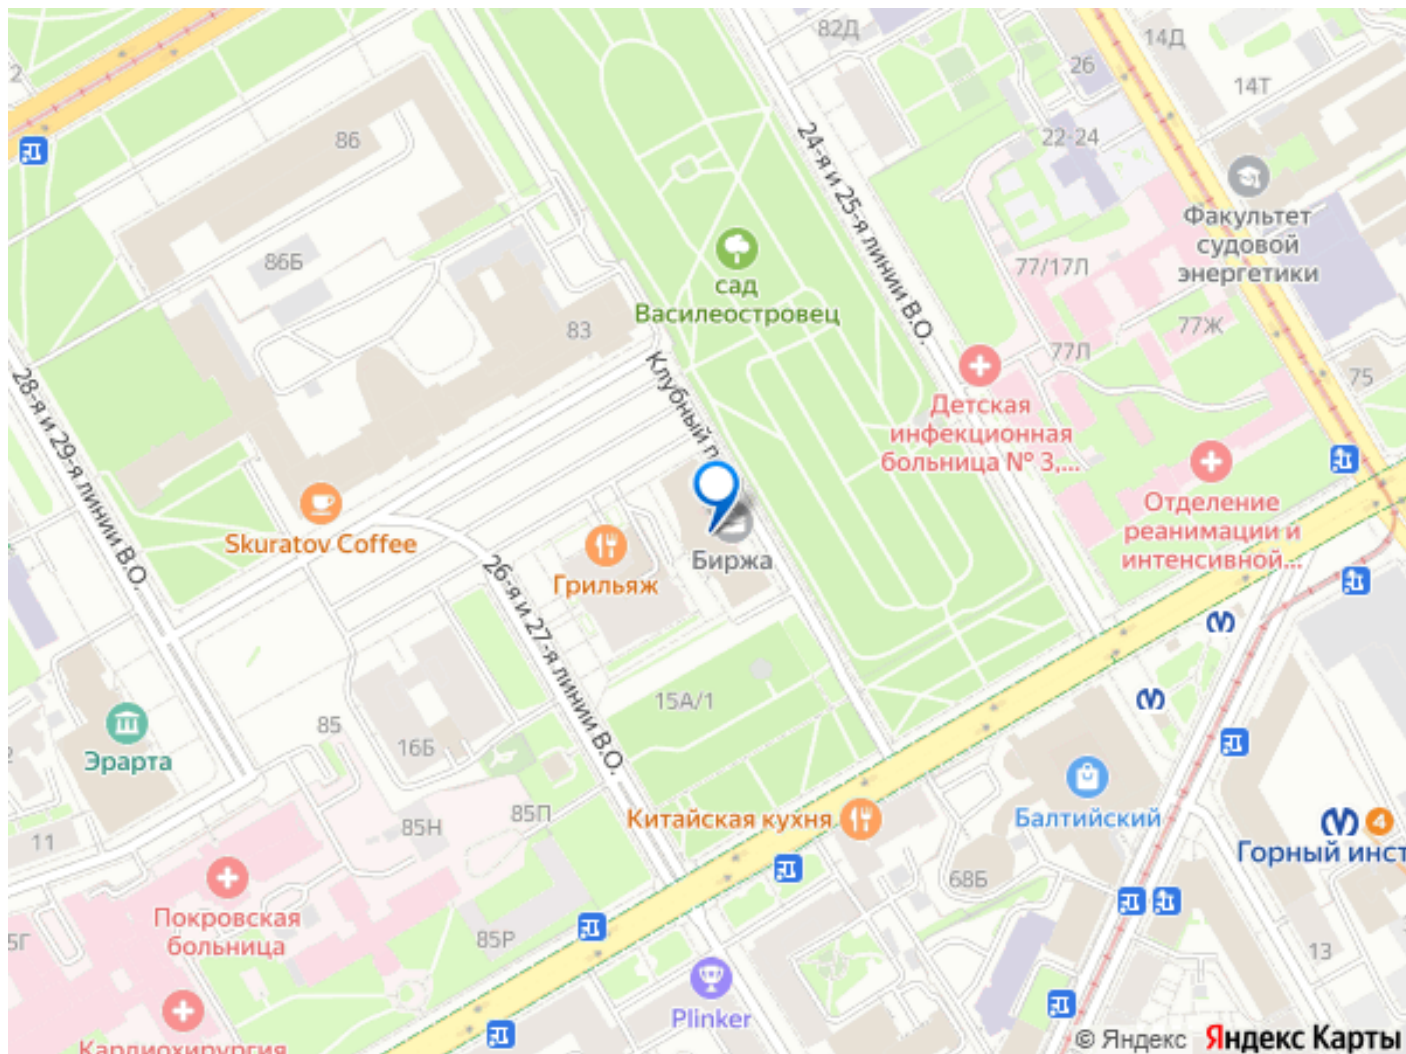 82Д
14Д
26
14Т
2
86
22-24
24-я и 25-я линии В.О.
Факультет
судовой
энергетики
86Б
77/17Л
сад
Василеостровец
83
77Ж
77Л
Клубный п
28-я и 29-я линии В.О.
75
Детская
инфекционная
больница № 3,...
Отделение
реанимации и
интенсивной...
Skuratov Coffee
Биржа
Грильяж
26-я и 27-я линии В.О.
15А/1
85
16Б
Эрарта
85П
85Н
11
Китайская кухня
Балтийский
4
Горный инст
68Б
Покровская
больница
5Г
85Р
13
Plinker
Кардиохирургия
© Яндекс Яндекс Карты